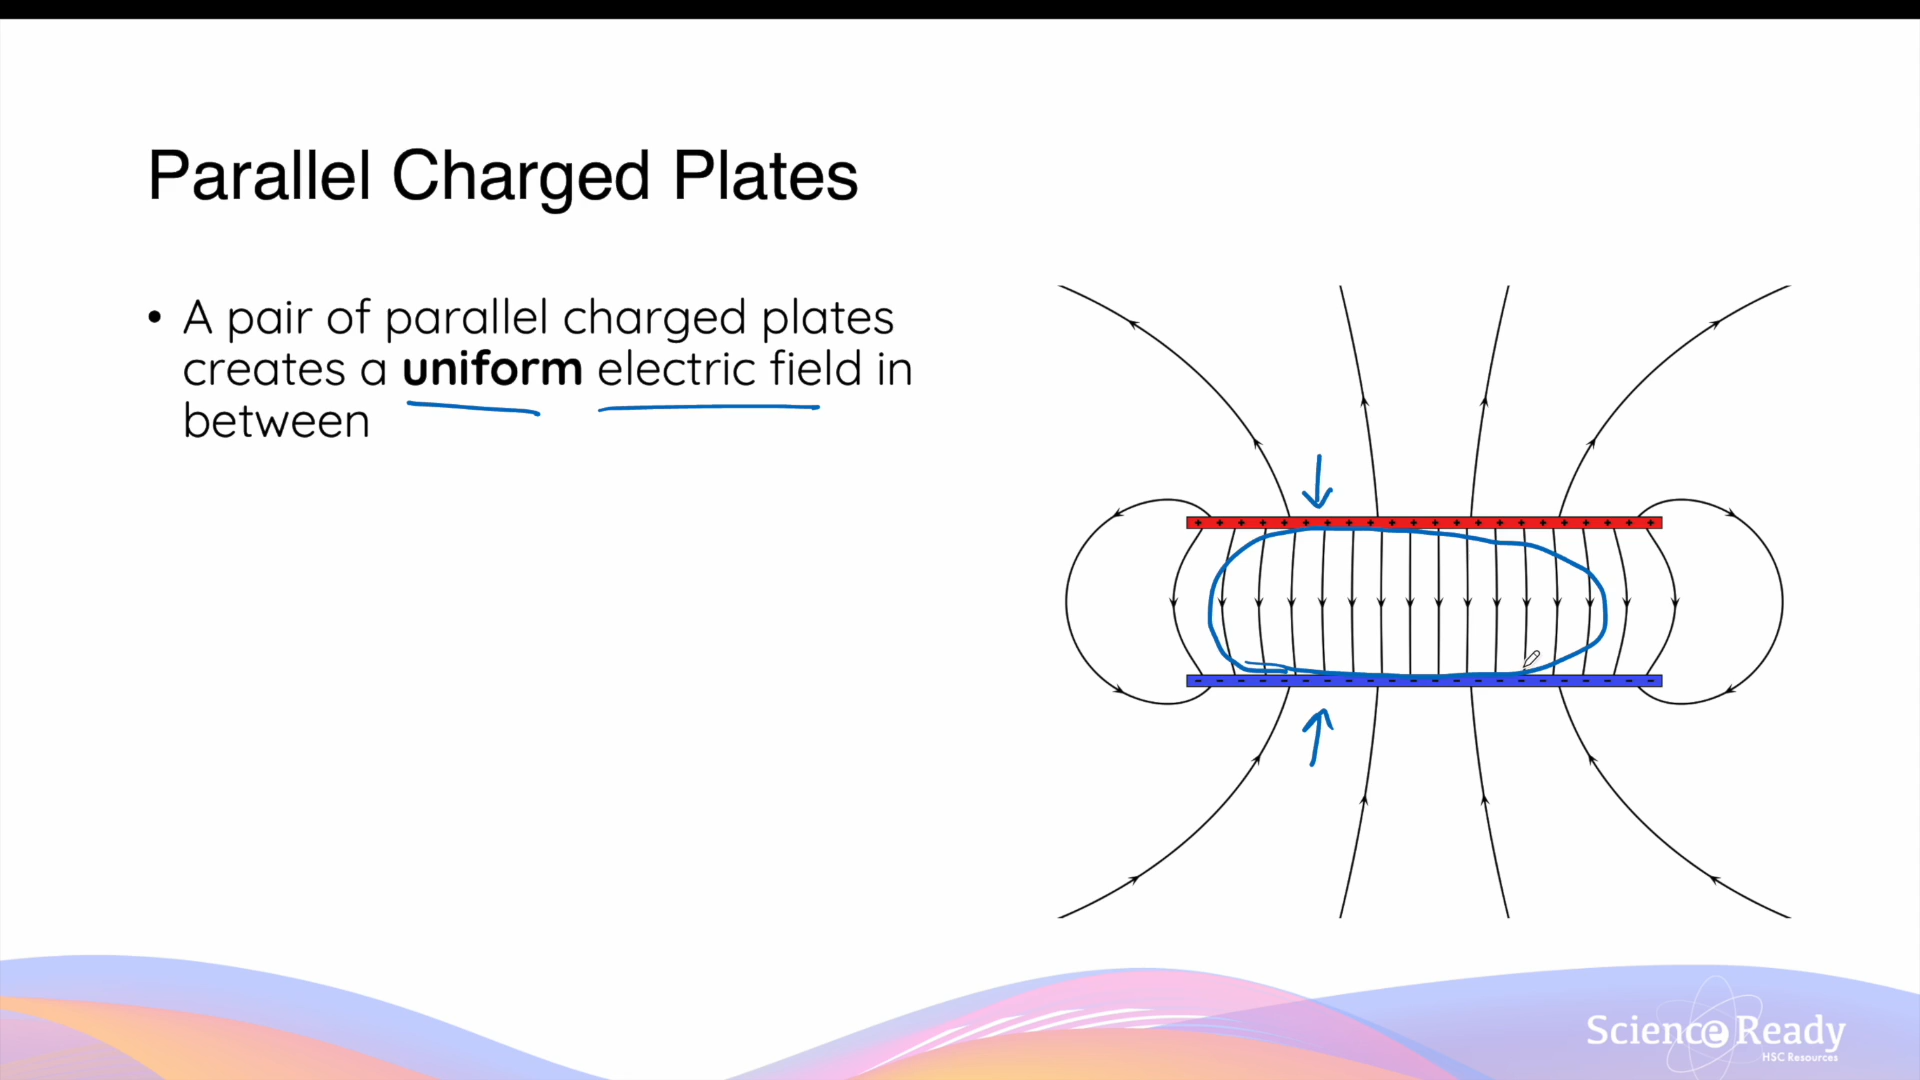 Parallel Charged Plates
• A pair of parallel charged plates
creates a uniform electric field in
between
Science Ready
HSC Resources